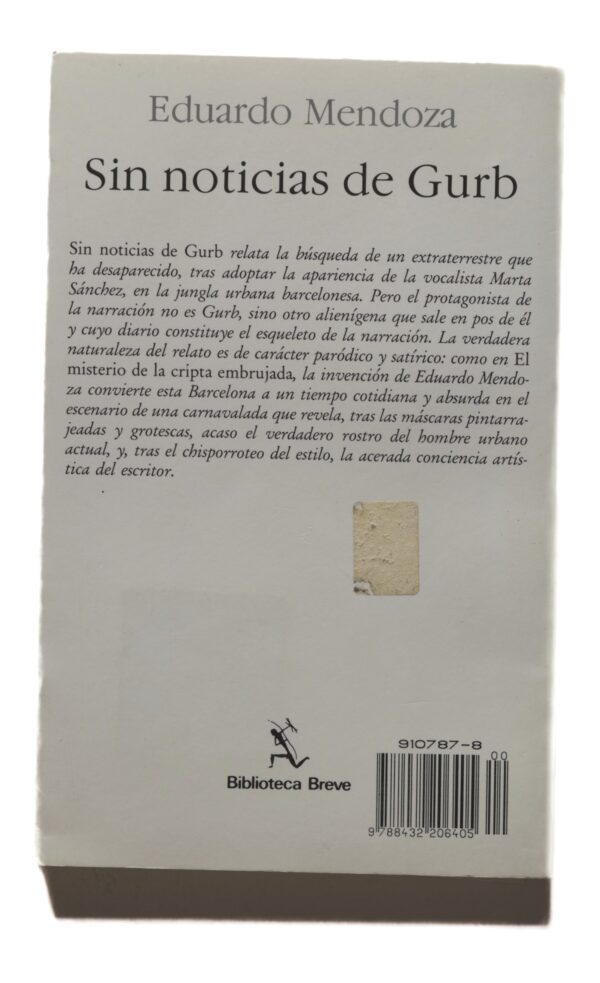 Eduardo Mendoza
Sin noticias de Gurb
Sin noticias de Gurb relata la búsqueda de un extraterrestre que
ha desaparecido, tras adoptar la apariencia de la vocalista Marta
Sánchez, en la jungla urbana barcelonesa. Pero el protagonista de
la narración no es Gurb, sino otro alienígena que sale en pos de él
y cuyo diario constituye el esqueleto de la narración. La verdadera
naturaleza del relato es de carácter paródico y satírico: como en El
misterio de la cripta embrujada, la invención de Eduardo Mendo-
za convierte esta Barcelona a un tiempo cotidiana y absurda en el
escenario de una carnavalada que revela, tras las máscaras pintarra-
jeadas y grotescas, acaso el verdadero rostro del hombre urbano
actual, y, tras el chisporroteo del estilo, la acerada conciencia artís-
tica del escritor.
Biblioteca Breve
910787-8
00
9 788432 206405